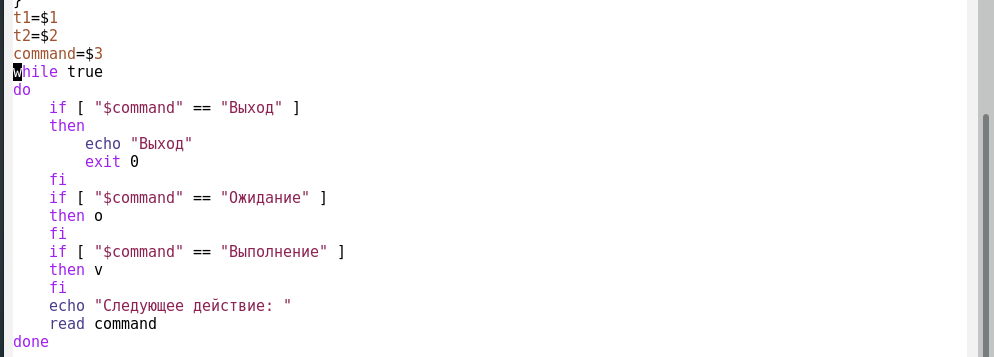 }
t1=$1
t2=$2
command=$3
while true
do
    if [ "$command" == "Выход" ]
    then
        echo "Выход"
        exit 0
    fi
    if [ "$command" == "Ожидание" ]
    then o
    fi
    if [ "$command" == "Выполнение" ]
    then v
    fi
    echo "Следующее действие: "
    read command
done